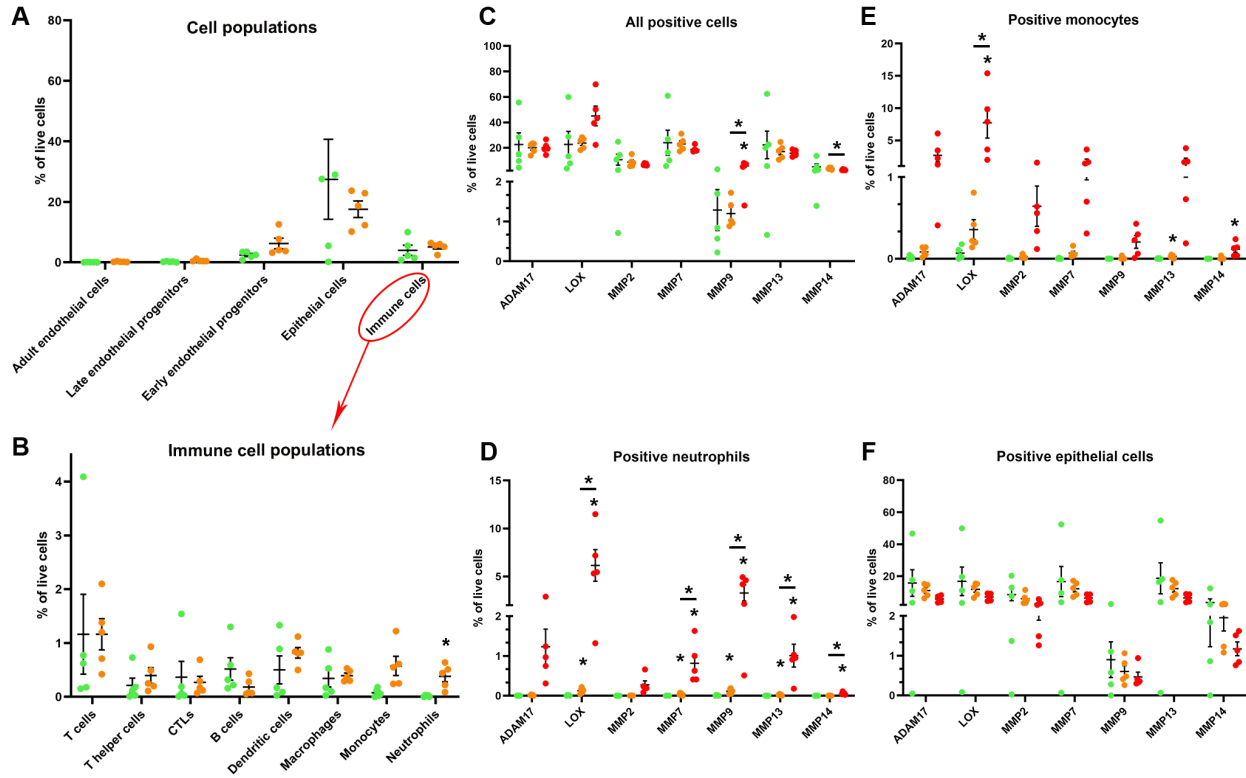 A
Cell populations
% of live cells
80
60
40
20
0
Adult endothelial cells
Late endothelial progenitors
Early endothelial progenitors
Epithelial cells
Immune cells
B
Immune cell populations
% of live cells
4
3
2
1
0
*
T cells
T helper cells
CTLs
B cells
Dendritic cells
Macrophages
Monocytes
Neutrophils
C
All positive cells
% of live cells
100
80
60
40
20
2
1
0
*
*
*
ADAM17
LOX
MMP2
MMP7
MMP9
MMP13
MMP14
D
Positive neutrophils
% of live cells
15
10
5
2
1
0
*
*
*
*
*
*
*
*
*
*
*
*
*
*
ADAM17
LOX
MMP2
MMP7
MMP9
MMP13
MMP14
E
Positive monocytes
% of live cells
20
15
10
5
1
0
*
*
*
*
ADAM17
LOX
MMP2
MMP7
MMP9
MMP13
MMP14
F
Positive epithelial cells
% of live cells
80
60
40
20
2
1
0
ADAM17
LOX
MMP2
MMP7
MMP9
MMP13
MMP14